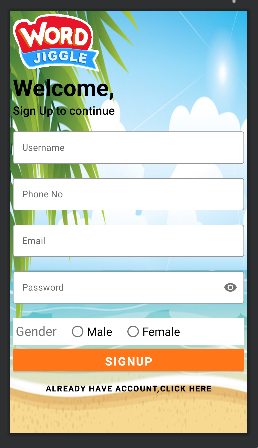 WORD
JIGGLE
Welcome,
Sign Up to continue
Username
Phone No
Email
Password
Gender Male Female
SIGNUP
ALREADY HAVE ACCOUNT,CLICK HERE